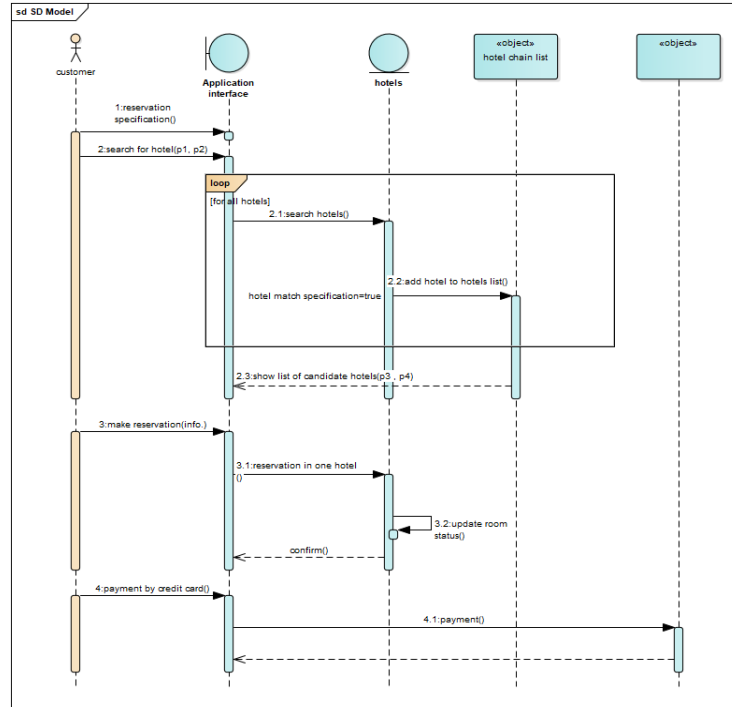 sd SD Model
customer
Application
interface
hotels
«object»
hotel chain list
«object»
1:reservation
specification()
2:search for hotel(p1, p2)
loop
[for all hotels]
2.1:search hotels()
2.2:add hotel to hotels list()
hotel match specification=true
2.3:show list of candidate hotels(p3 , p4)
3:make reservation(info.)
3.1:reservation in one hotel
()
3.2:update room
status()
confirm()
4:payment by credit card()
4.1:payment()